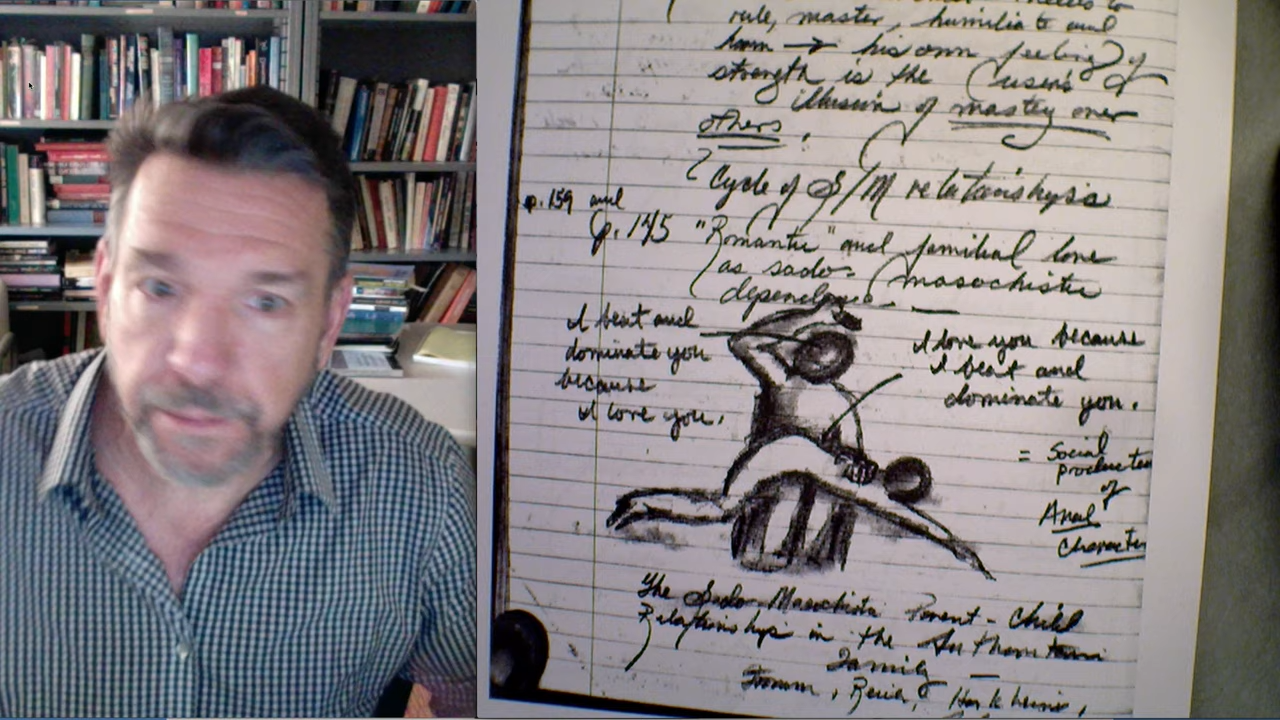 rule, master, humiliate and
harm → his own feeling of
strength is the
illusion of mastery over
others.
Cycle of S/M relationships
p.159 and
p. 145 "Romantic" and familial love
as sado-masochistic
dependence —
I beat and
dominate you
because
I love you.
I love you because
I beat and
dominate you.
= Social
production
of
Anal
Character
The Sado-Masochistic Parent-Child
Relationships in the Authoritarian
Family —
Fromm, Reich, Horkheimer,